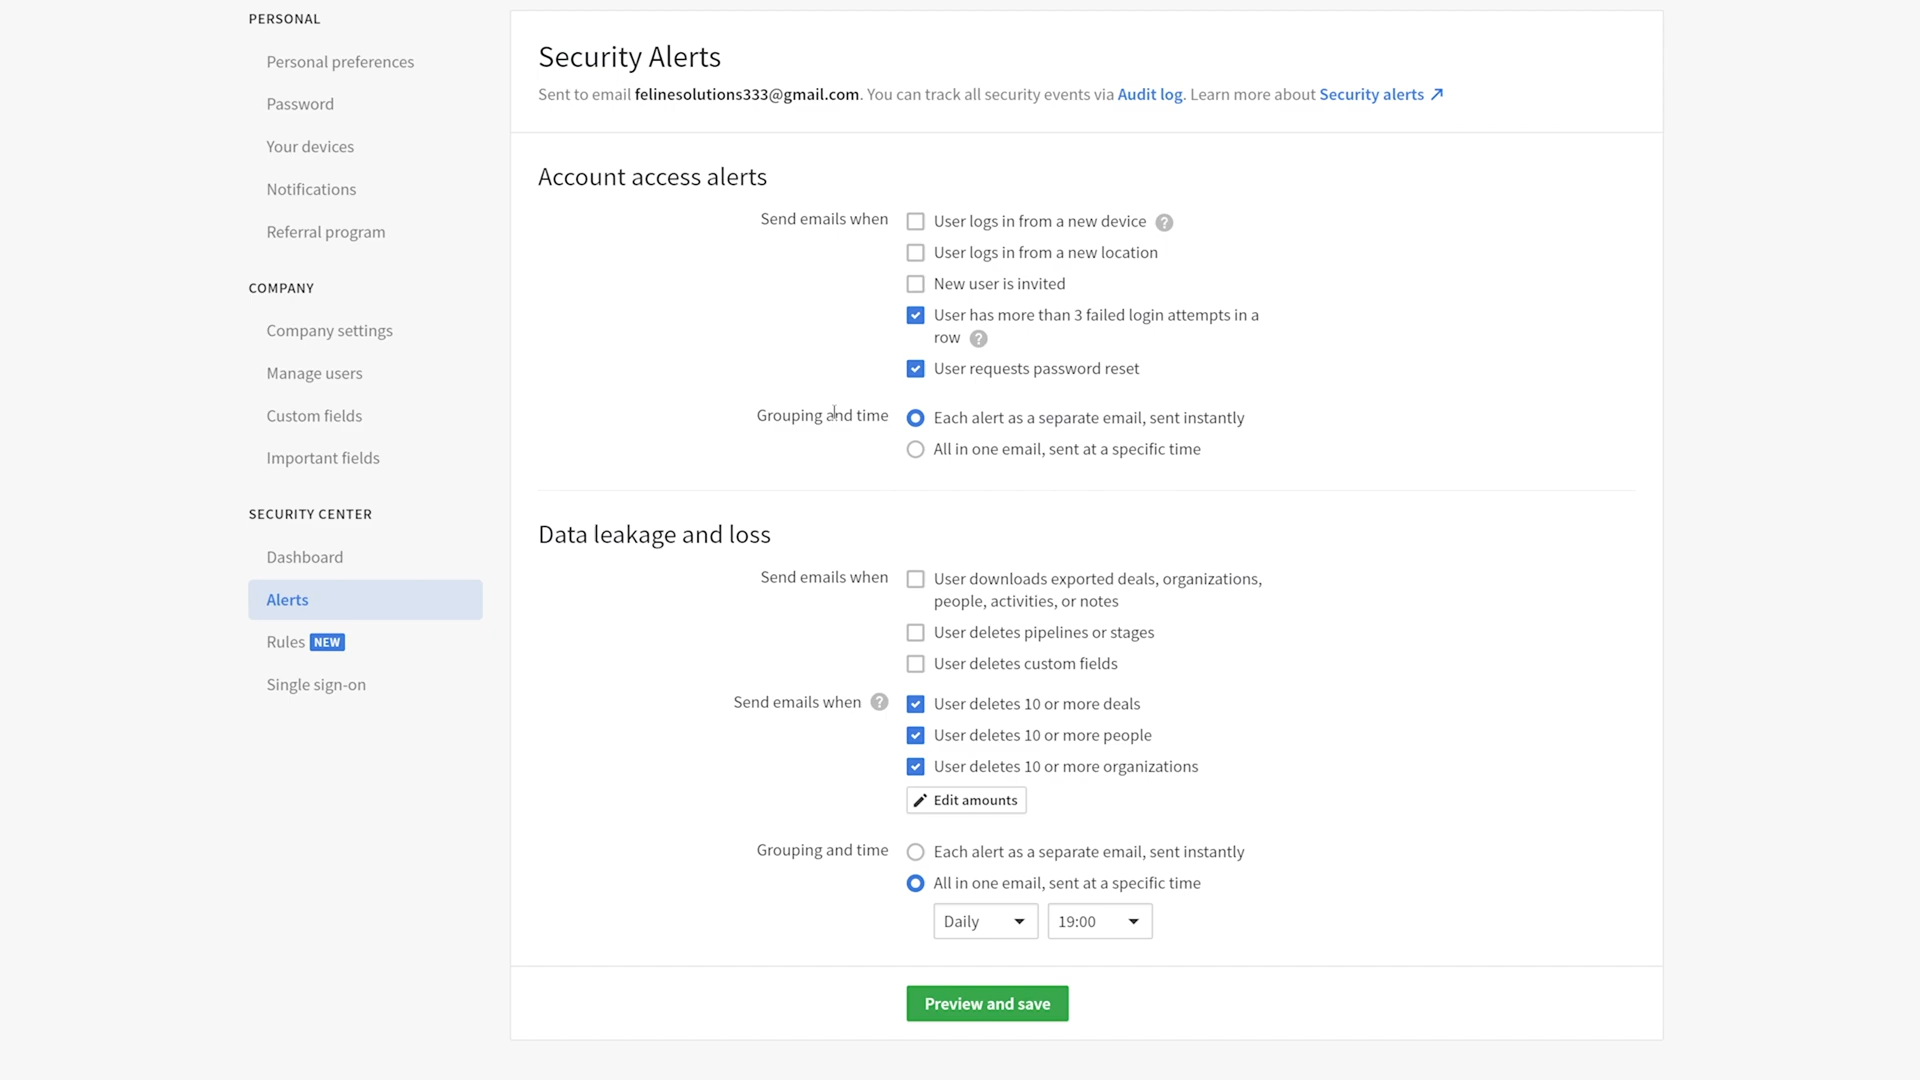 PERSONAL
Personal preferences
Password
Your devices
Notifications
Referral program
COMPANY
Company settings
Manage users
Custom fields
Important fields
SECURITY CENTER
Dashboard
Alerts
Rules NEW
Single sign-on
Security Alerts
Sent to email felinesolutions333@gmail.com. You can track all security events via Audit log. Learn more about Security alerts
Account access alerts
Send emails when
User logs in from a new device ?
User logs in from a new location
New user is invited
User has more than 3 failed login attempts in a
row ?
User requests password reset
Grouping and time
Each alert as a separate email, sent instantly
All in one email, sent at a specific time
Data leakage and loss
Send emails when
User downloads exported deals, organizations,
people, activities, or notes
User deletes pipelines or stages
User deletes custom fields
Send emails when ?
User deletes 10 or more deals
User deletes 10 or more people
User deletes 10 or more organizations
Edit amounts
Grouping and time
Each alert as a separate email, sent instantly
All in one email, sent at a specific time
Daily
19:00
Preview and save